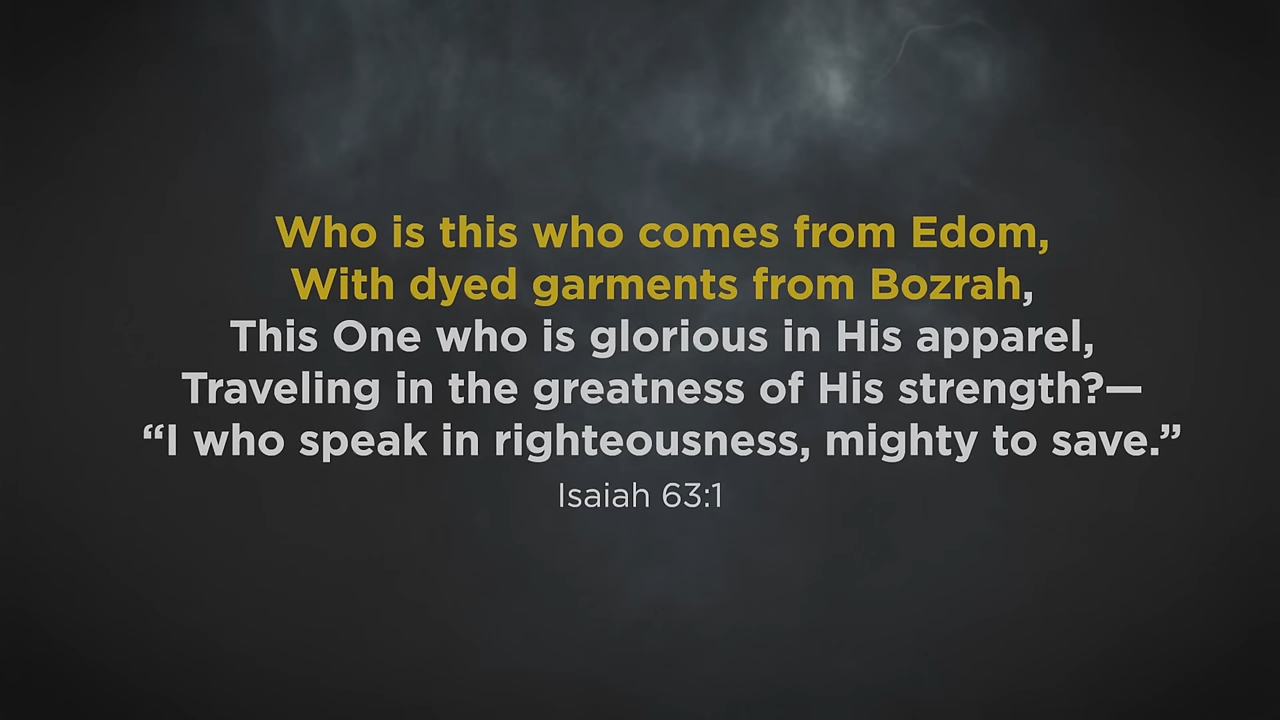 Who is this who comes from Edom,
With dyed garments from Bozrah,
This One who is glorious in His apparel,
Traveling in the greatness of His strength?—
“I who speak in righteousness, mighty to save.”
Isaiah 63:1